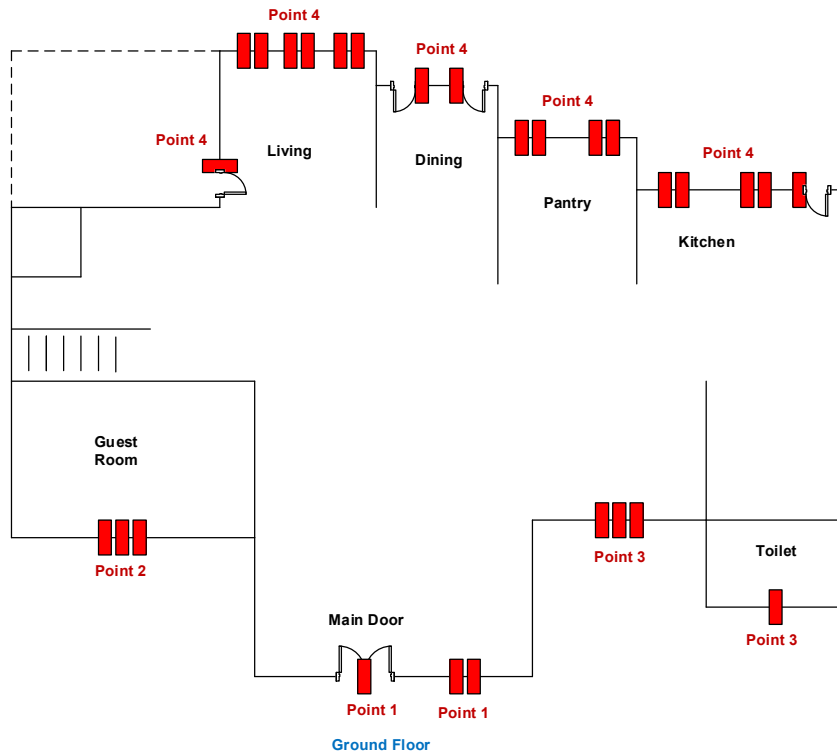 Point 4
Point 4
Point 4
Point 4
Point 4
Living
Dining
Pantry
Kitchen
Guest
Room
Point 2
Point 3
Toilet
Main Door
Point 3
Point 1
Point 1
Ground Floor